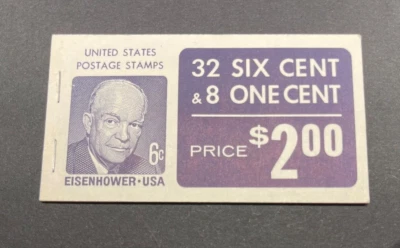 UNITED STATES
POSTAGE STAMPS
6c
EISENHOWER·USA
32 SIX CENT
& 8 ONE CENT
PRICE $2.00